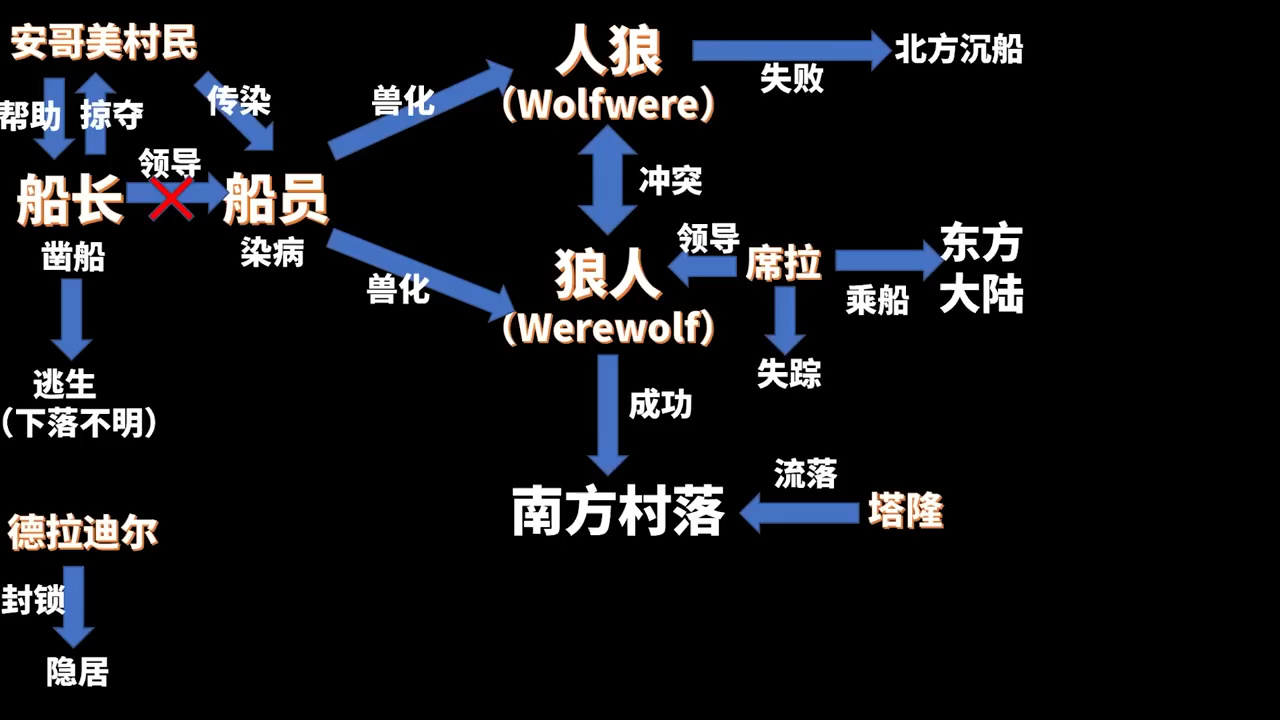 安哥美村民
帮助
掠夺
传染
领导
船长
船员
凿船
染病
逃生
（下落不明）
兽化
兽化
人狼
（Wolfwere）
失败
北方沉船
冲突
狼人
（Werewolf）
领导
席拉
乘船
东方
大陆
失踪
成功
南方村落
流落
塔隆
德拉迪尔
封锁
隐居